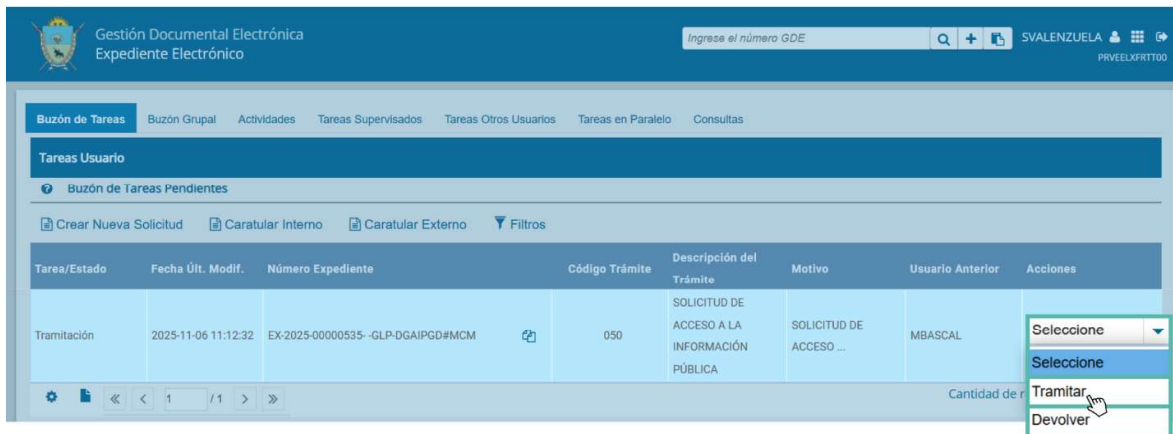 Gestión Documental Electrónica
Expediente Electrónico
Ingrese el número GDE
SVALENZUELA
PRVEELXFRTT00
Buzón de Tareas Buzón Grupal Actividades Tareas Supervisados Tareas Otros Usuarios Tareas en Paralelo Consultas
Tareas Usuario
Buzón de Tareas Pendientes
Crear Nueva Solicitud Caratular Interno Caratular Externo Filtros
Tarea/Estado Fecha Últ. Modif. Número Expediente Código Trámite Descripción del Trámite Motivo Usuario Anterior Acciones
Tramitación 2025-11-06 11:12:32 EX-2025-00000535- -GLP-DGAIPGD#MCM 050
SOLICITUD DE
ACCESO A LA
INFORMACIÓN
PÚBLICA
SOLICITUD DE
ACCESO ...
MBASCAL
Seleccione
Seleccione
Tramitar
Devolver
1 / 1
Cantidad de